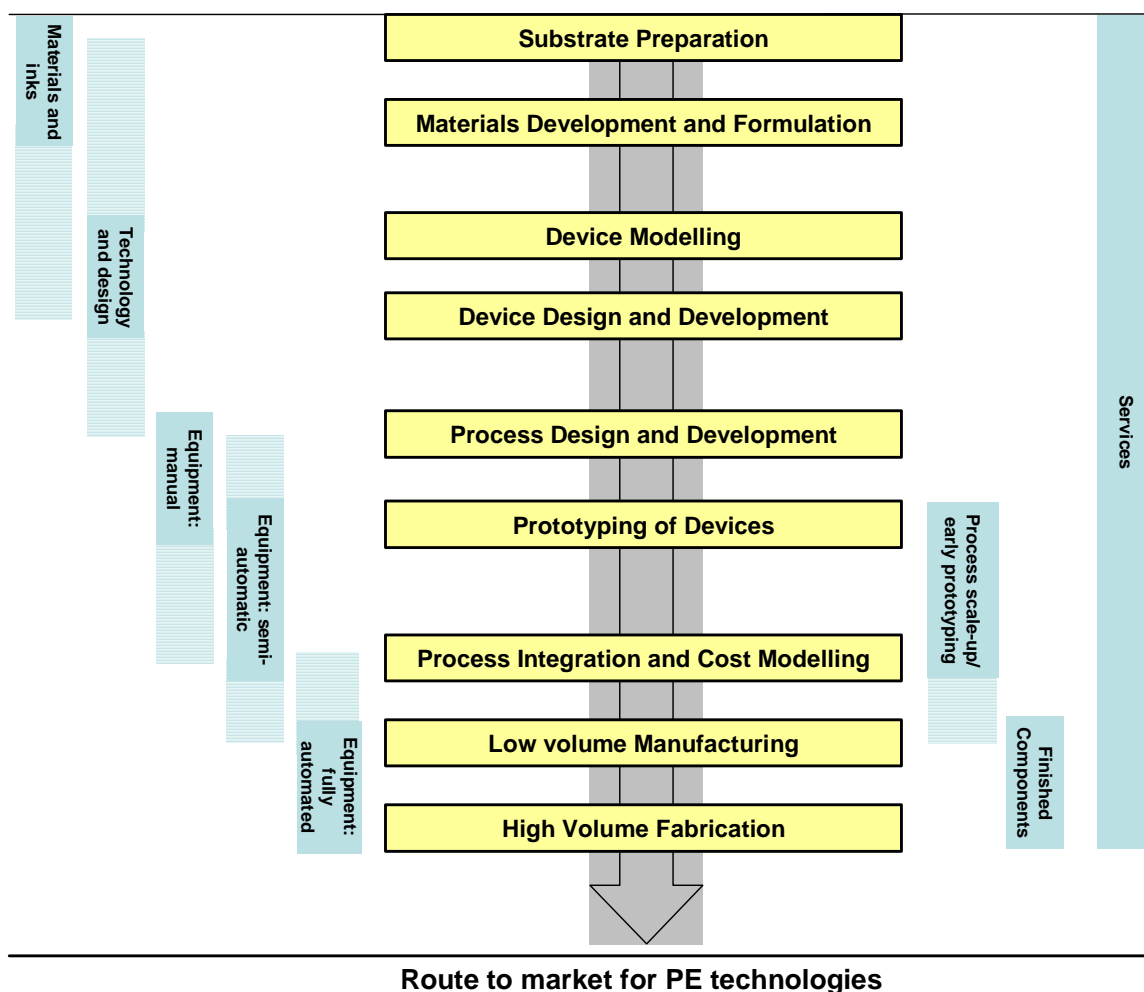 Substrate Preparation
Materials and
inks
Materials Development and Formulation
Technology
and design
Device Modelling
Device Design and Development
Services
Equipment:
manual
Process Design and Development
Equipment: semi-
automatic
Prototyping of Devices
Process scale-up/
early prototyping
Process Integration and Cost Modelling
Equipment:
fully
automated
Low volume Manufacturing
Finished
Components
High Volume Fabrication
Route to market for PE technologies